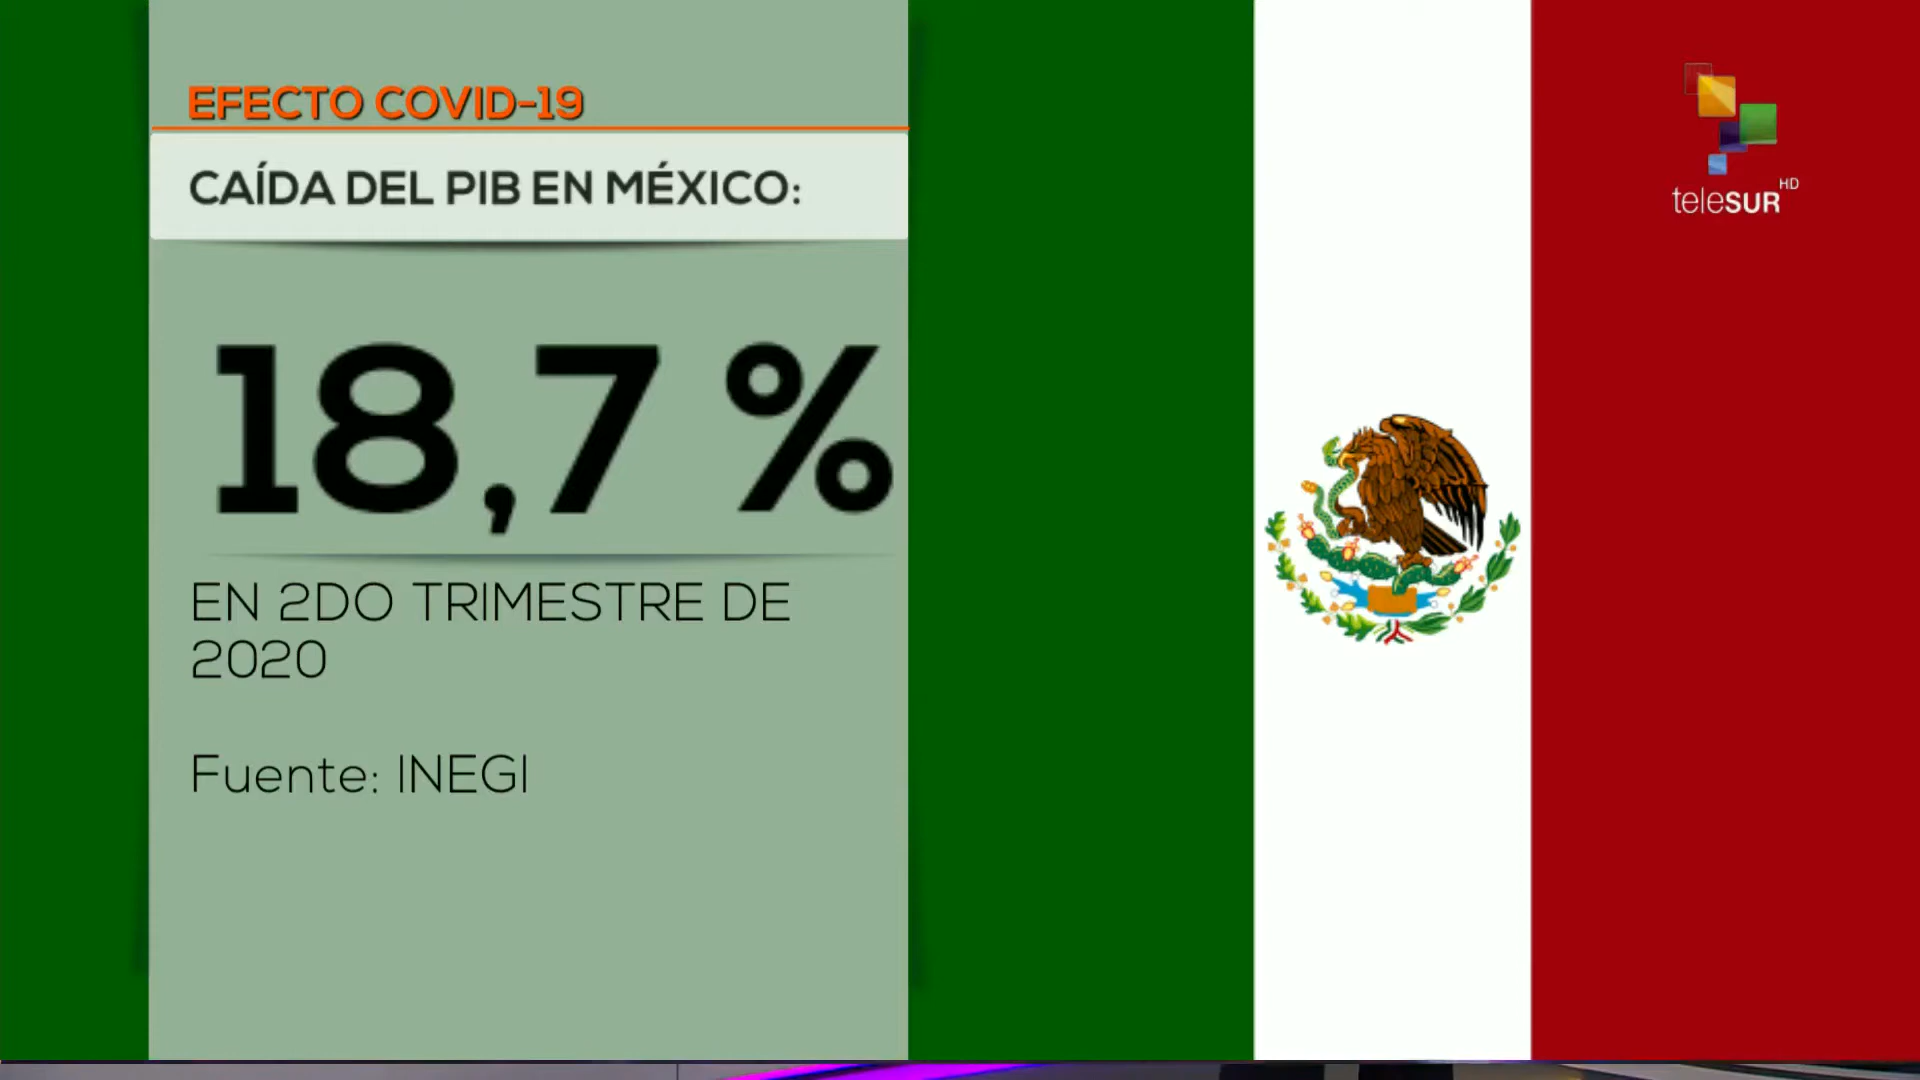 EFECTO COVID-19
CAÍDA DEL PIB EN MÉXICO:
18,7 %
EN 2DO TRIMESTRE DE
2020
Fuente: INEGI
teleSUR HD